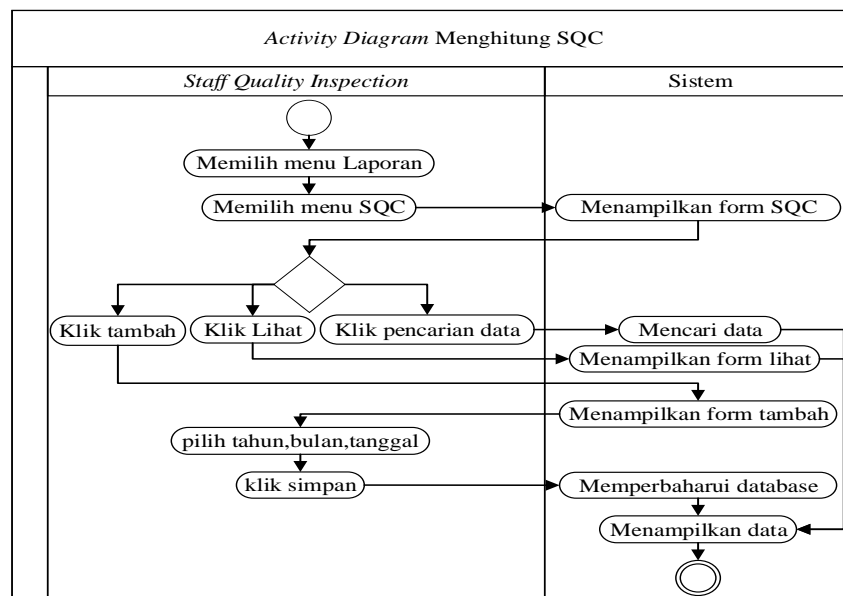 Activity Diagram Menghitung SQC
Staff Quality Inspection
Sistem
Memilih menu Laporan
Memilih menu SQC
Menampilkan form SQC
Klik tambah
Klik Lihat
Klik pencarian data
Mencari data
Menampilkan form lihat
Menampilkan form tambah
pilih tahun,bulan,tanggal
klik simpan
Memperbaharui database
Menampilkan data